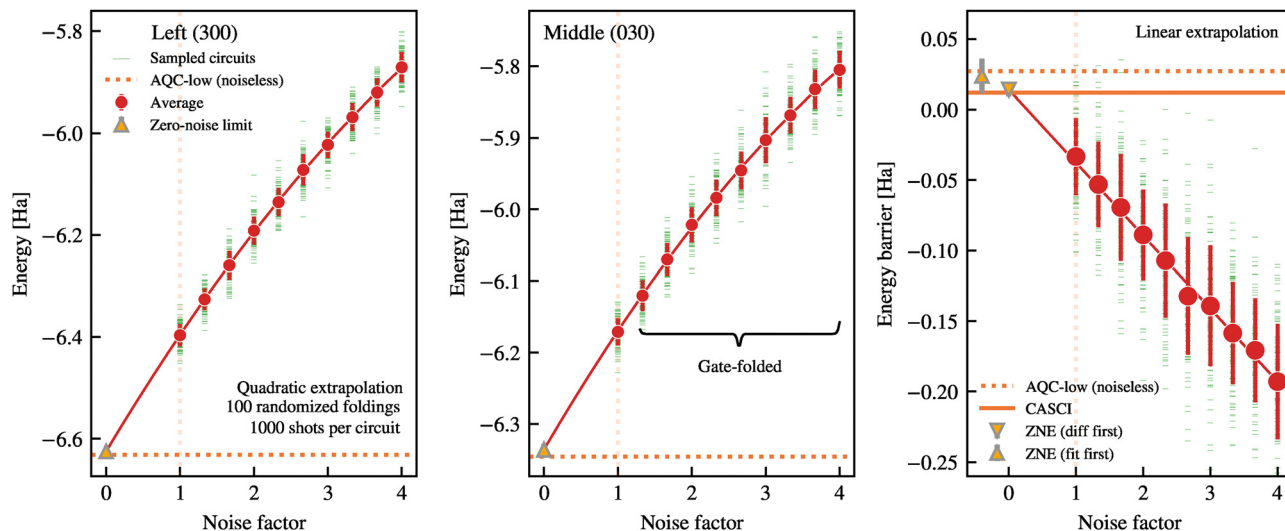 Left (300)
Sampled circuits
AQC-low (noiseless)
Average
Zero-noise limit
Quadratic extrapolation
100 randomized foldings
1000 shots per circuit
Energy [Ha]
−5.8
−6.0
−6.2
−6.4
−6.6
0 1 2 3 4
Noise factor
Middle (030)
Gate-folded
Energy [Ha]
−5.8
−5.9
−6.0
−6.1
−6.2
−6.3
0 1 2 3 4
Noise factor
Linear extrapolation
AQC-low (noiseless)
CASCI
ZNE (diff first)
ZNE (fit first)
Energy barrier [Ha]
0.05
0.00
−0.05
−0.10
−0.15
−0.20
−0.25
0 1 2 3 4
Noise factor